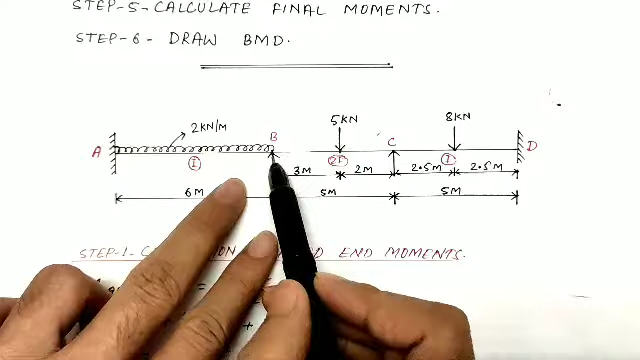 STEP-5-CALCULATE FINAL MOMENTS.
STEP-6- DRAW BMD.
2KN/M
5KN
8KN
A
B
C
D
I
2I
I
3M
2M
2.5M
2.5M
6M
5M
5M
STEP-1-
END MOMENTS.